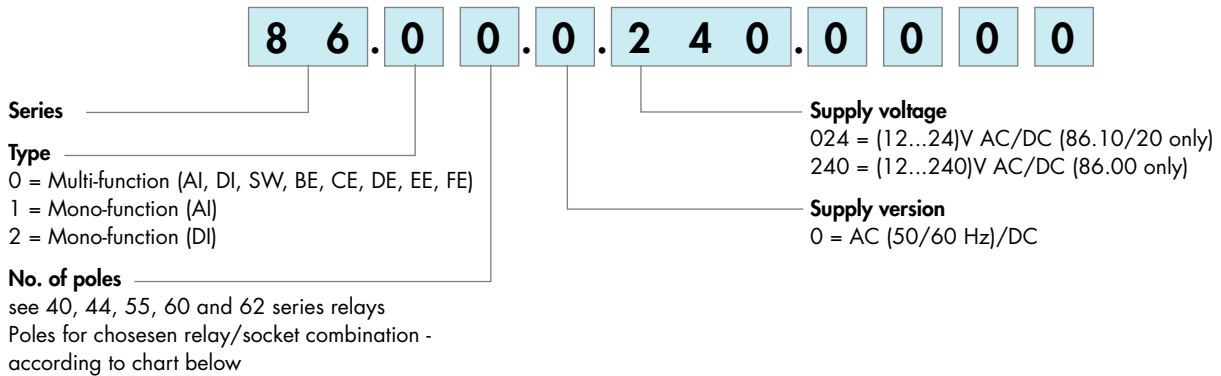 8 6 . 0 0 . 0 . 2 4 0 . 0 0 0 0
Series
Type
0 = Multi-function (AI, DI, SW, BE, CE, DE, EE, FE)
1 = Mono-function (AI)
2 = Mono-function (DI)
No. of poles
see 40, 44, 55, 60 and 62 series relays
Poles for chosesen relay/socket combination -
according to chart below
Supply voltage
024 = (12...24)V AC/DC (86.10/20 only)
240 = (12...240)V AC/DC (86.00 only)
Supply version
0 = AC (50/60 Hz)/DC